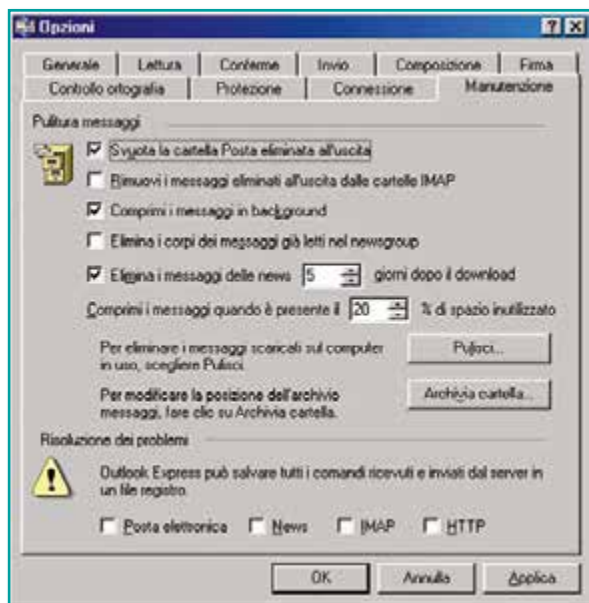 Opzioni
Generale Lettura Conferme Invio Composizione Firma
Controllo ortografia Protezione Connessione Manutenzione
Pulitura messaggi
Svuota la cartella Posta eliminata all'uscita
Rimuovi i messaggi eliminati all'uscita dalle cartelle IMAP
Comprimi i messaggi in background
Elimina i corpi dei messaggi già letti nel newsgroup
Elimina i messaggi delle news 5 giorni dopo il download
Comprimi i messaggi quando è presente il 20 % di spazio inutilizzato
Per eliminare i messaggi scaricati sul computer
in uso, scegliere Pulisci.
Pulisci...
Per modificare la posizione dell'archivio
messaggi, fare clic su Archivia cartella.
Archivia cartella...
Risoluzione dei problemi
Outlook Express può salvare tutti i comandi ricevuti e inviati dal server in
un file registro.
Posta elettronica News IMAP HTTP
OK Annulla Applica